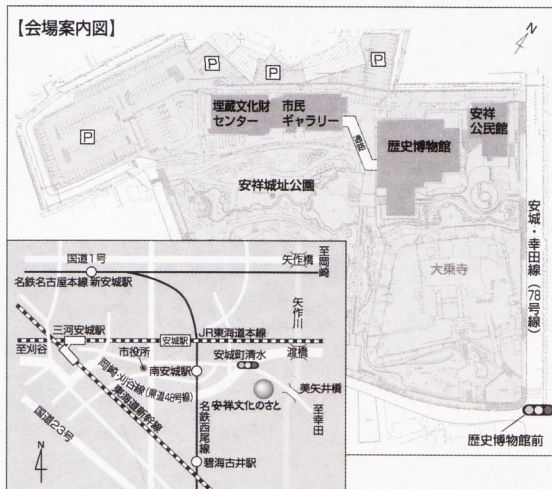 【会場案内図】
N
P
P
P
P
埋蔵文化財
センター
市民
ギャラリー
安祥
公民館
歴史博物館
安祥城址公園
大乗寺
安城・幸田線(78号線)
歴史博物館前
国道1号
矢作橋
至岡崎
名鉄名古屋本線 新安城駅
矢作川
三河安城駅
安城駅
JR東海道本線
至刈谷
市役所
安城町清水
渡橋
岡崎・刈谷線(県道48号線)
南安城駅
美矢井橋
東海道新幹線
安祥文化のさと
至幸田
国道23号
名鉄西尾線
N
碧海古井駅